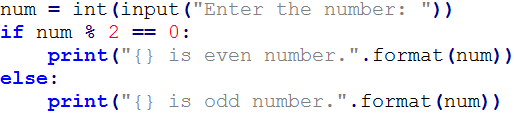 num = int(input("Enter the number: "))
if num % 2 == 0:
    print("{} is even number.".format(num))
else:
    print("{} is odd number.".format(num))